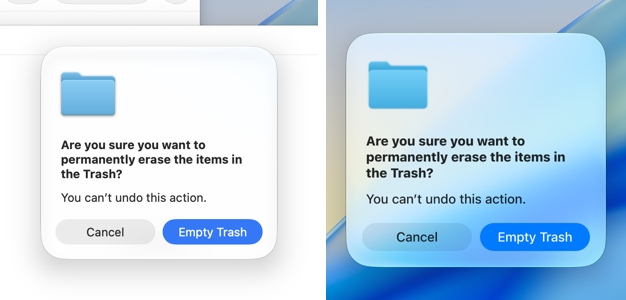 Are you sure you want to
permanently erase the items in
the Trash?
You can’t undo this action.
Cancel
Empty Trash
Are you sure you want to
permanently erase the items in
the Trash?
You can’t undo this action.
Cancel
Empty Trash